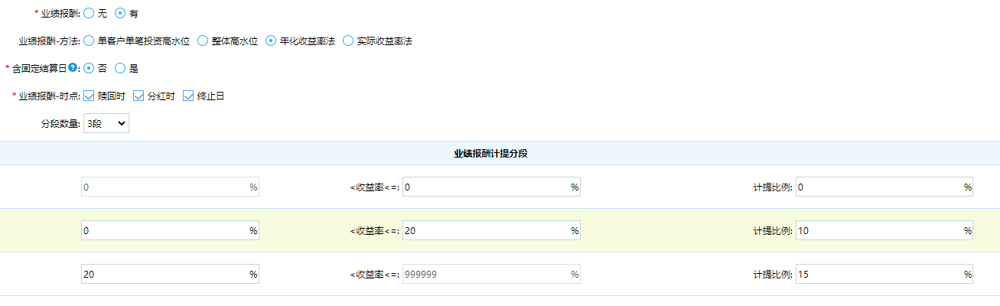 * 业绩报酬: 无 有
业绩报酬-方法: 单客户单笔投资高水位 整体高水位 年化收益率法 实际收益率法
* 含固定结算日?: 否 是
* 业绩报酬-时点: 赎回时 分红时 终止日
分段数量: 3段
业绩报酬计提分段
0 % <收益率<=: 0 % 计提比例: 0 %
0 % <收益率<=: 20 % 计提比例: 10 %
20 % <收益率<=: 999999 % 计提比例: 15 %